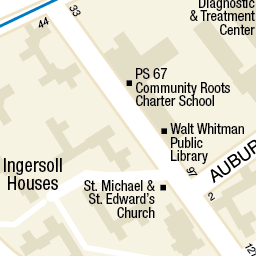 Diagnostic
& Treatment
Center
44
33
PS 67
Community Roots
Charter School
Walt Whitman
Public
Library
Ingersoll
Houses
97
AUBUR
St. Michael &
St. Edward's
Church
2